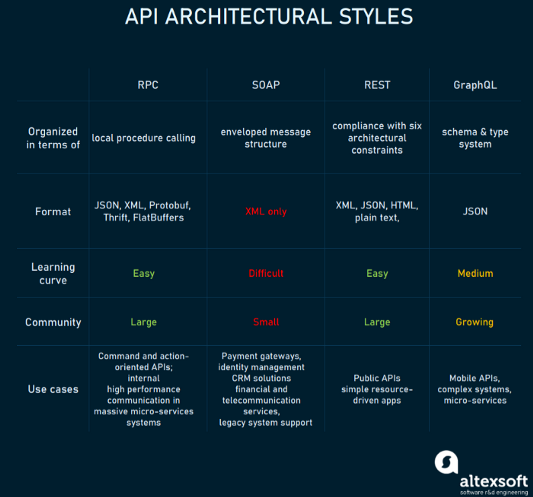 API ARCHITECTURAL STYLES
RPC
SOAP
REST
GraphQL
Organized
in terms of
local procedure calling
enveloped message
structure
compliance with six
architectural
constraints
schema & type
system
Format
JSON, XML, Protobuf,
Thrift, FlatBuffers
XML only
XML, JSON, HTML,
plain text,
JSON
Learning
curve
Easy
Difficult
Easy
Medium
Community
Large
Small
Large
Growing
Use cases
Command and action-
oriented APIs;
internal
high performance
communication in
massive micro-services
systems
Payment gateways,
identity management
CRM solutions
financial and
telecommunication
services,
legacy system support
Public APIs
simple resource-
driven apps
Mobile APIs,
complex systems,
micro-services
altexsoft
software r&d engineering